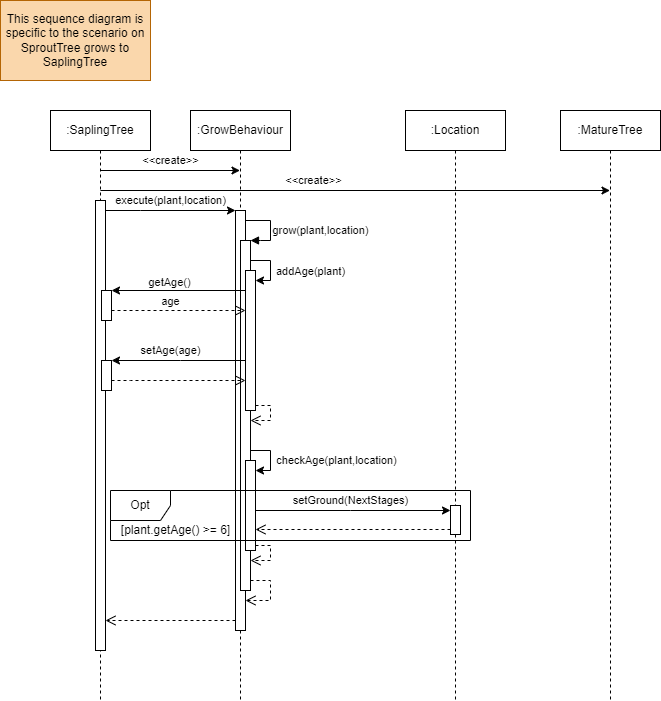 This sequence diagram is
specific to the scenario on
SproutTree grows to
SaplingTree
:SaplingTree
:GrowBehaviour
:Location
:MatureTree
<<create>>
<<create>>
execute(plant,location)
grow(plant,location)
addAge(plant)
getAge()
age
setAge(age)
checkAge(plant,location)
Opt
setGround(NextStages)
[plant.getAge() >= 6]